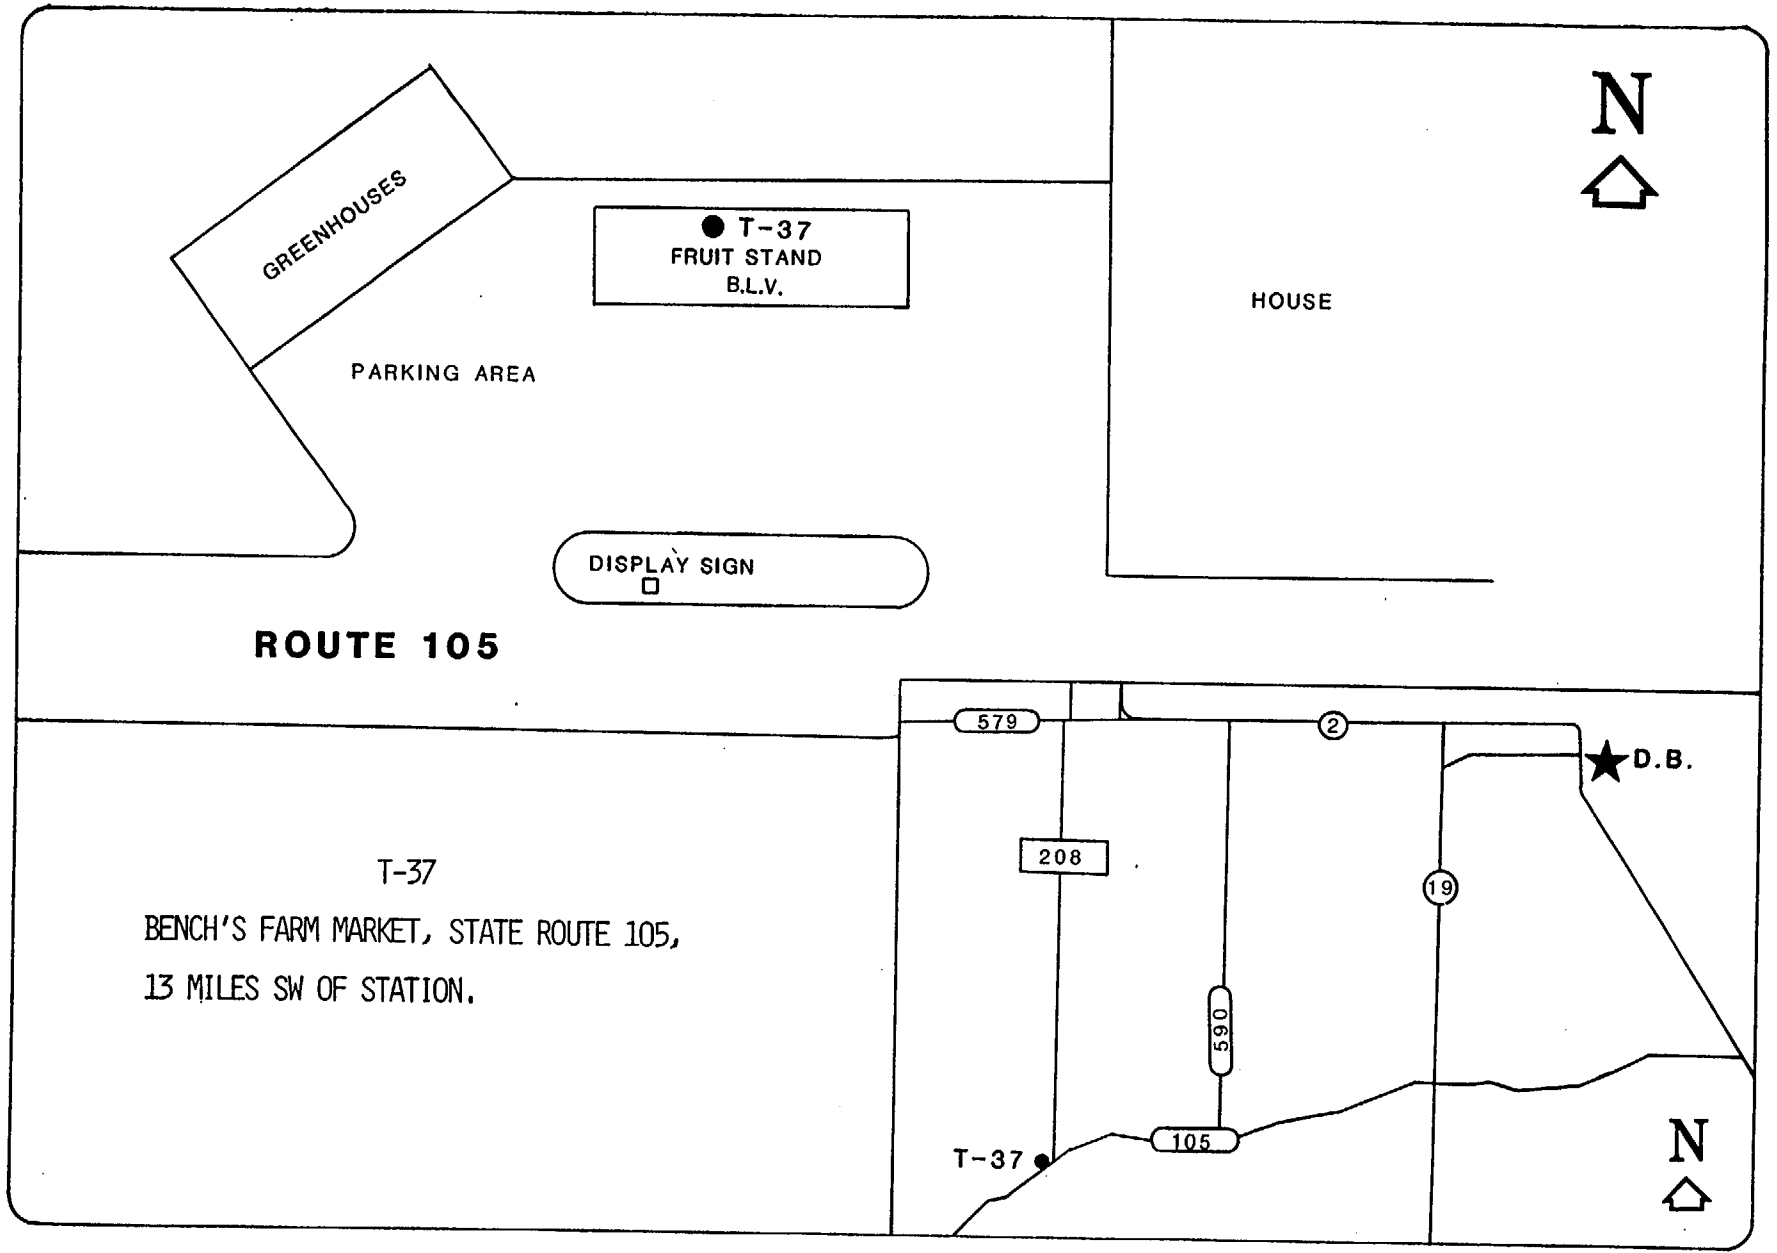 N
GREENHOUSES
T-37
FRUIT STAND
B.L.V.
HOUSE
PARKING AREA
DISPLAY SIGN
ROUTE 105
579
2
D.B.
208
19
590
105
T-37
N
T-37
BENCH'S FARM MARKET, STATE ROUTE 105,
13 MILES SW OF STATION.